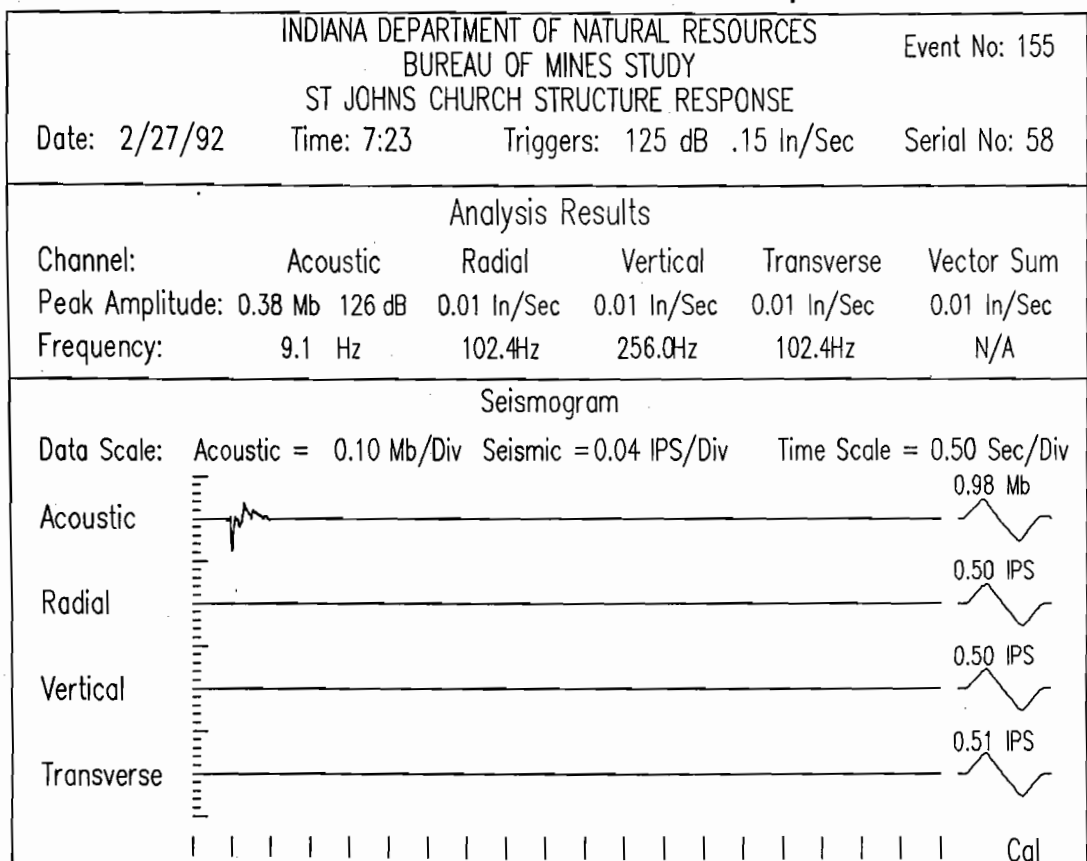 INDIANA DEPARTMENT OF NATURAL RESOURCES
Event No: 155
BUREAU OF MINES STUDY
ST JOHNS CHURCH STRUCTURE RESPONSE
Date: 2/27/92 Time: 7:23 Triggers: 125 dB .15 In/Sec Serial No: 58
Analysis Results
Channel: Acoustic Radial Vertical Transverse Vector Sum
Peak Amplitude: 0.38 Mb 126 dB 0.01 In/Sec 0.01 In/Sec 0.01 In/Sec 0.01 In/Sec
Frequency: 9.1 Hz 102.4Hz 256.0Hz 102.4Hz N/A
Seismogram
Data Scale: Acoustic = 0.10 Mb/Div Seismic =0.04 IPS/Div Time Scale = 0.50 Sec/Div
0.98 Mb
Acoustic
0.50 IPS
Radial
0.50 IPS
Vertical
0.51 IPS
Transverse
Cal